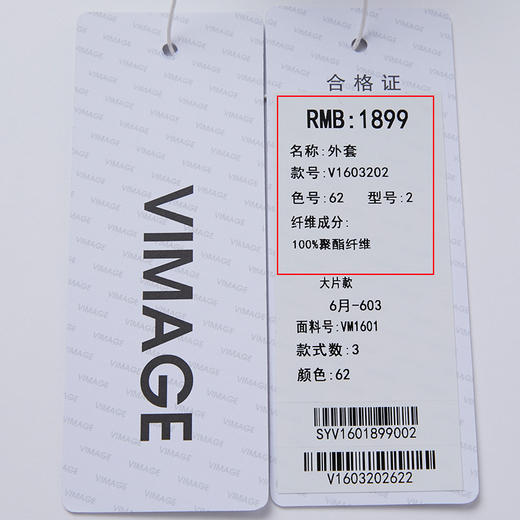 VIMAGE
合格证
RMB:1899
名称:外套
款号:V1603202
色号:62 型号:2
纤维成分:
100%聚酯纤维
大片款
6月-603
面料号:VM1601
款式数:3
颜色:62
SYV1601899002
V1603202622